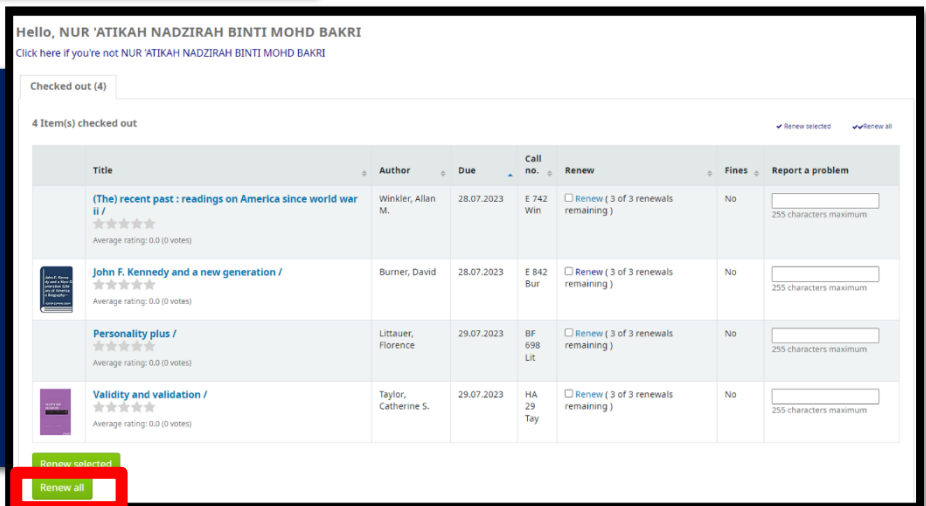 Hello, NUR 'ATIKAH NADZIRAH BINTI MOHD BAKRI
Click here if you're not NUR 'ATIKAH NADZIRAH BINTI MOHD BAKRI
Checked out (4)
4 Item(s) checked out
Renew selected Renew all
Title Author Due Call no. Renew Fines Report a problem
(The) recent past : readings on America since world war
ii /
Average rating: 0.0 (0 votes)
Winkler, Allan
M.
28.07.2023
E 742
Win
Renew ( 3 of 3 renewals
remaining )
No
255 characters maximum
John F. Kennedy and a new generation /
Average rating: 0.0 (0 votes)
Burner, David
28.07.2023
E 842
Bur
Renew ( 3 of 3 renewals
remaining )
No
255 characters maximum
Personality plus /
Average rating: 0.0 (0 votes)
Littauer,
Florence
29.07.2023
BF
698
Lit
Renew ( 3 of 3 renewals
remaining )
No
255 characters maximum
Validity and validation /
Average rating: 0.0 (0 votes)
Taylor,
Catherine S.
29.07.2023
HA
29
Tay
Renew ( 3 of 3 renewals
remaining )
No
255 characters maximum
Renew selected
Renew all